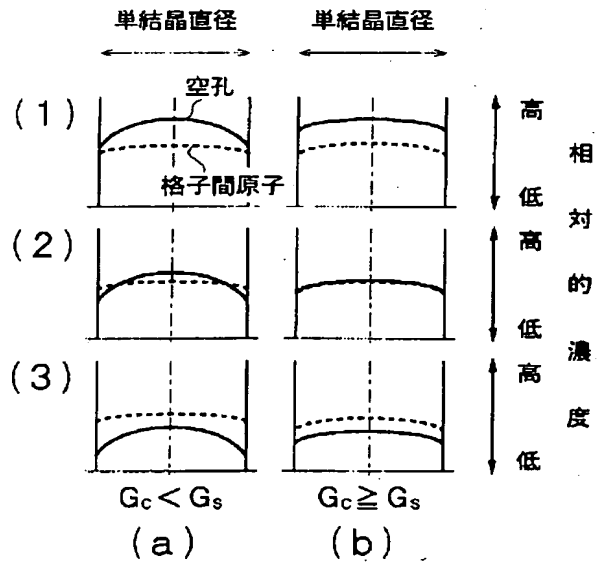 単結晶直径 単結晶直径
(1) 空孔 高
格子間原子 低
(2) 高
低
(3) 高
低
相対的濃度
Gc<Gs Gc≧Gs
(a) (b)